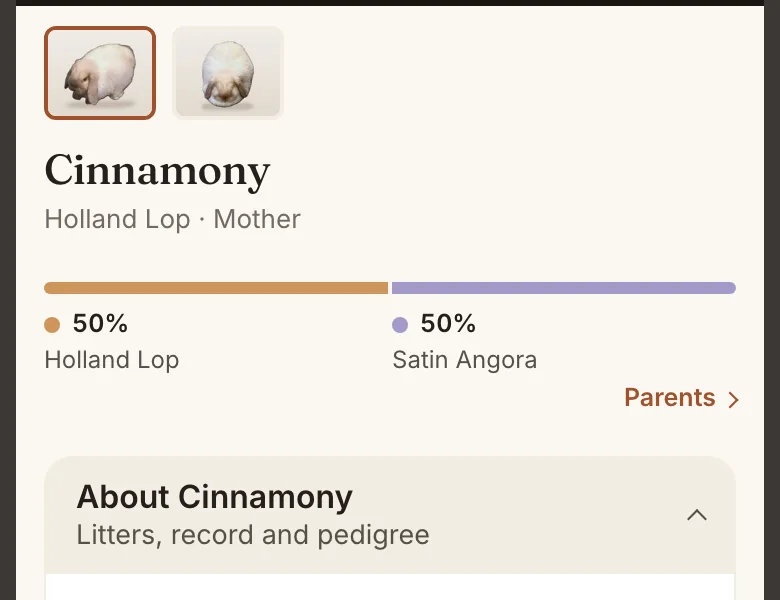 Cinnamony
Holland Lop · Mother
50%
Holland Lop
50%
Satin Angora
Parents
About Cinnamony
Litters, record and pedigree